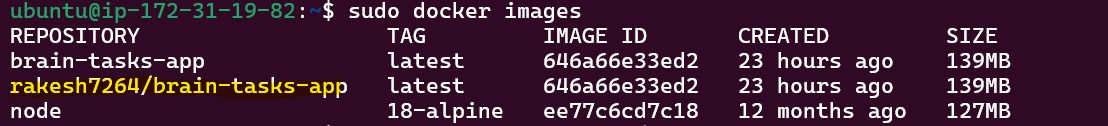 ubuntu@ip-172-31-19-82:~$ sudo docker images
REPOSITORY TAG IMAGE ID CREATED SIZE
brain-tasks-app latest 646a66e33ed2 23 hours ago 139MB
rakesh7264/brain-tasks-app latest 646a66e33ed2 23 hours ago 139MB
node 18-alpine ee77c6cd7c18 12 months ago 127MB